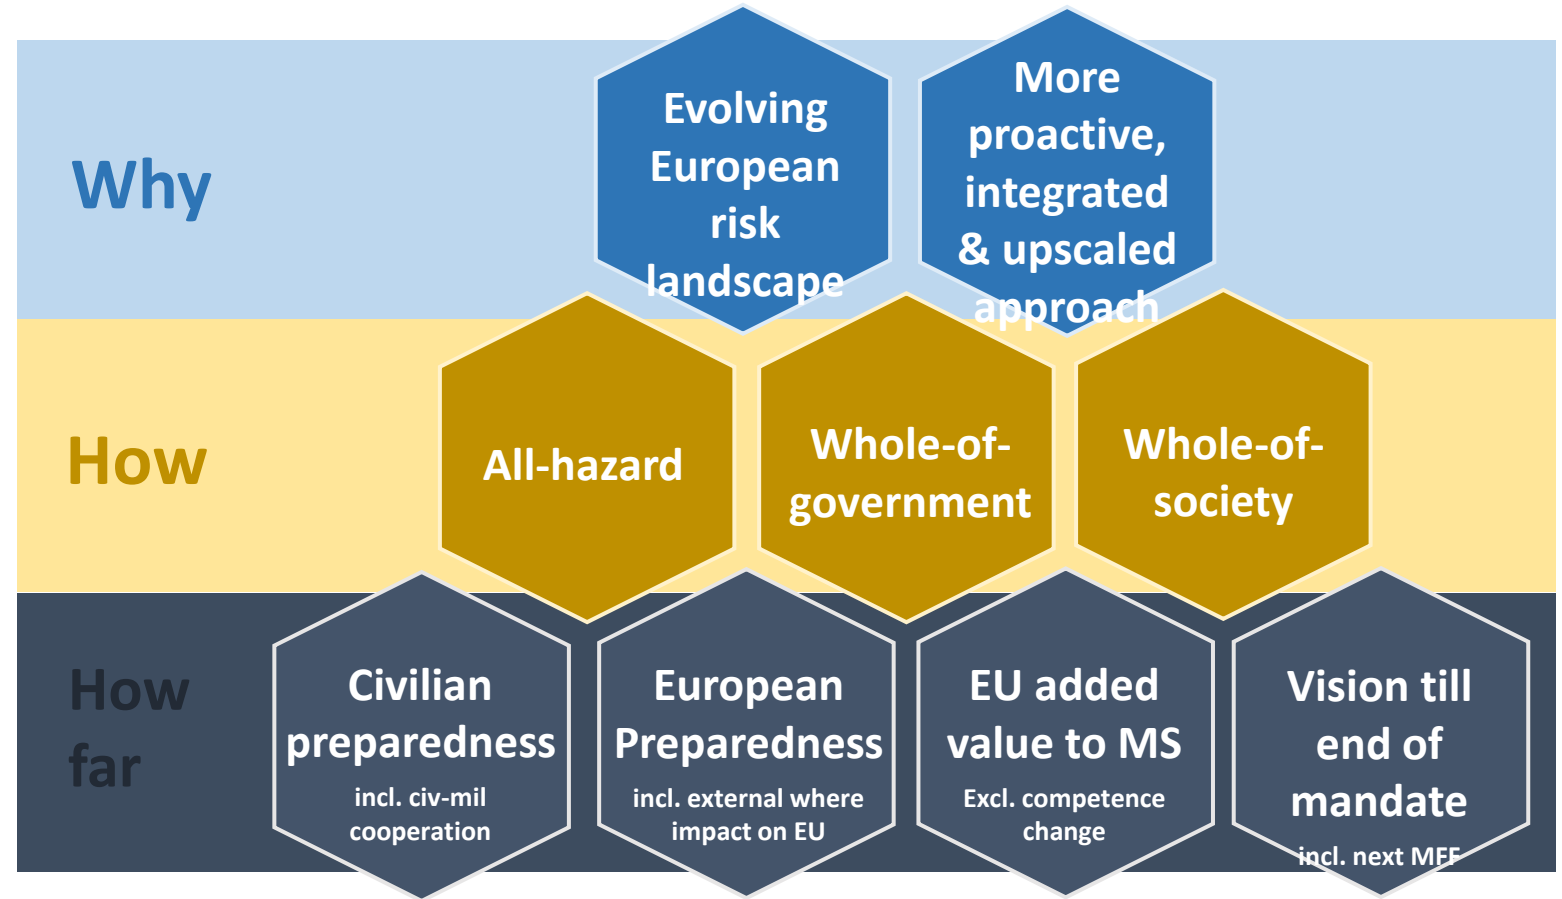 Why
Evolving
European
risk
landscape
More
proactive,
integrated
& upscaled
approach
How
All-hazard
Whole-of-
government
Whole-of-
society
How
far
Civilian
preparedness
incl. civ-mil
cooperation
European
Preparedness
incl. external where
impact on EU
EU added
value to MS
Excl. competence
change
Vision till
end of
mandate
incl. next MFF